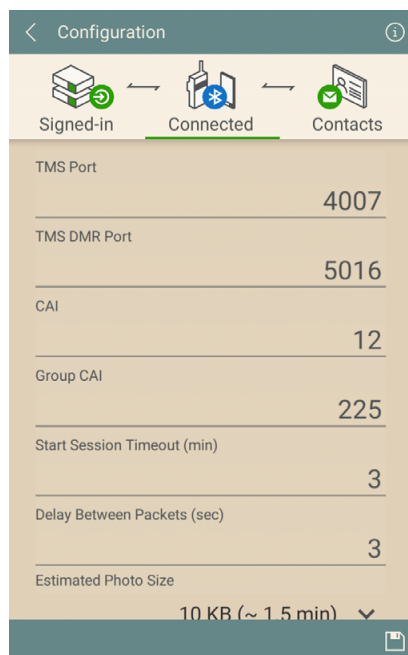 Configuration
Signed-in Connected Contacts
TMS Port
4007
TMS DMR Port
5016
CAI
12
Group CAI
225
Start Session Timeout (min)
3
Delay Between Packets (sec)
3
Estimated Photo Size
10 KB (~ 1.5 min)